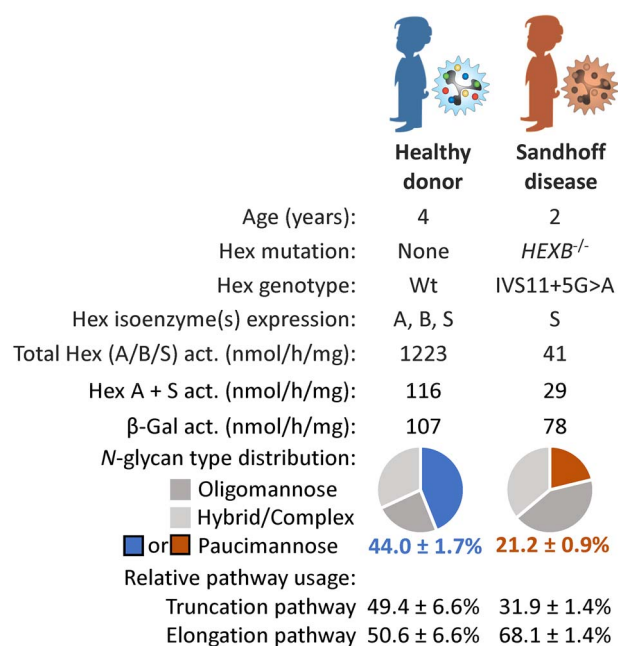 Healthy donor Sandhoff disease
Age (years): 4 2
Hex mutation: None HEXB-/-
Hex genotype: Wt IVS11+5G>A
Hex isoenzyme(s) expression: A, B, S S
Total Hex (A/B/S) act. (nmol/h/mg): 1223 41
Hex A + S act. (nmol/h/mg): 116 29
β-Gal act. (nmol/h/mg): 107 78
N-glycan type distribution:
Oligomannose
Hybrid/Complex
or Paucimannose 44.0 ± 1.7% 21.2 ± 0.9%
Relative pathway usage:
Truncation pathway 49.4 ± 6.6% 31.9 ± 1.4%
Elongation pathway 50.6 ± 6.6% 68.1 ± 1.4%